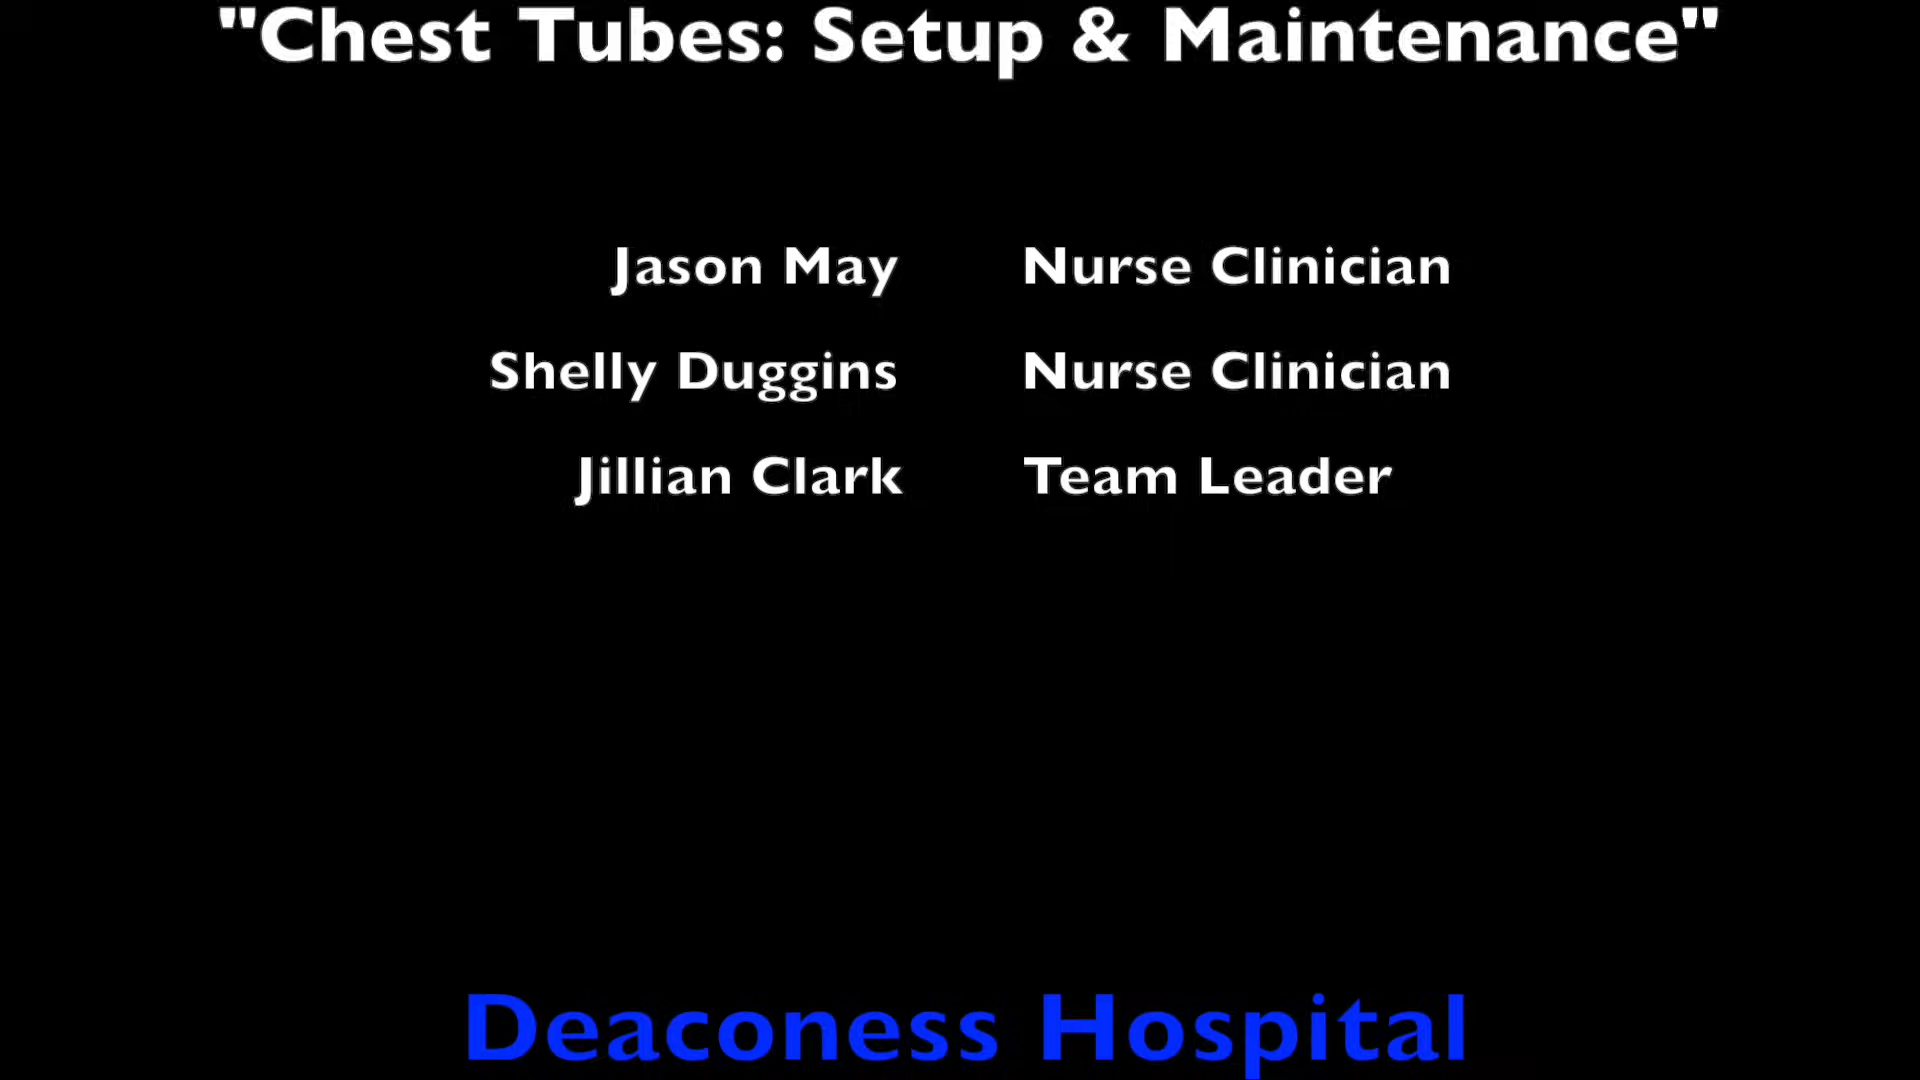 "Chest Tubes: Setup & Maintenance"
Jason May Nurse Clinician
Shelly Duggins Nurse Clinician
Jillian Clark Team Leader
Deaconess Hospital